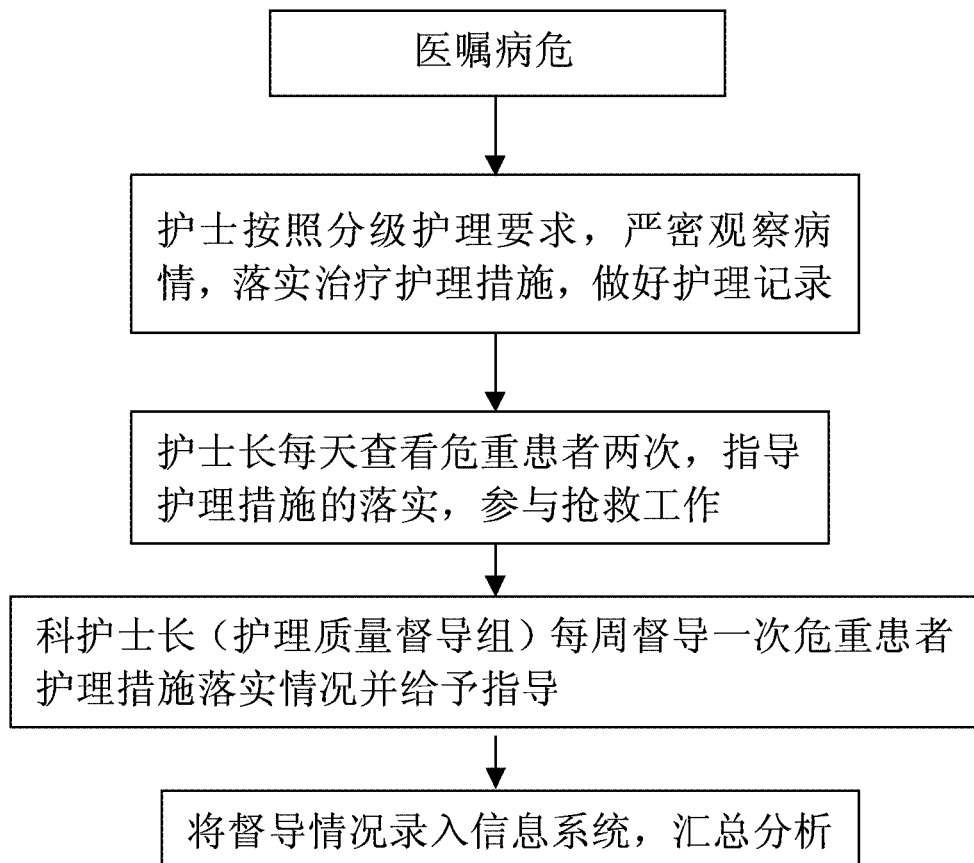 医嘱病危
护士按照分级护理要求，严密观察病
情，落实治疗护理措施，做好护理记录
护士长每天查看危重患者两次，指导
护理措施的落实，参与抢救工作
科护士长（护理质量督导组）每周督导一次危重患者
护理措施落实情况并给予指导
将督导情况录入信息系统，汇总分析